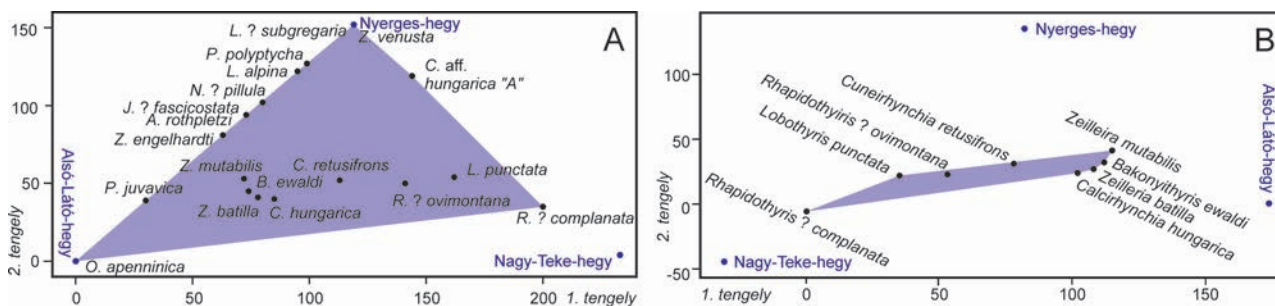 A
Nyerges-hegy
L. ? subgregaria
Z. venusta
P. polyptycha
L. alpina
C. aff.
hungarica "A"
N. ? pillula
J. ? fascicostata
A. rothpletzi
Z. engelhardti
Z. mutabilis
C. retusifrons
B. ewaldi
L. punctata
P. juvavica
Z. batilla
C. hungarica
R. ? ovimontana
R. ? complanata
O. apenninica
Alsó-Látó-hegy
Nagy-Teke-hegy
2. tengely
150
100
50
0
0
50
100
150
200
1. tengely
B
Nyerges-hegy
Cuneirhynchia retusifrons
Rhapidothyiris ? ovimontana
Lobothyris punctata
Rhapidothyris ? complanata
Zeilleira mutabilis
Bakonyithyris ewaldi
Zeilleria batilla
Calcirhynchia hungarica
Alsó-Látó-hegy
Nagy-Teke-hegy
2. tengely
100
50
0
-50
1. tengely
0
50
100
150